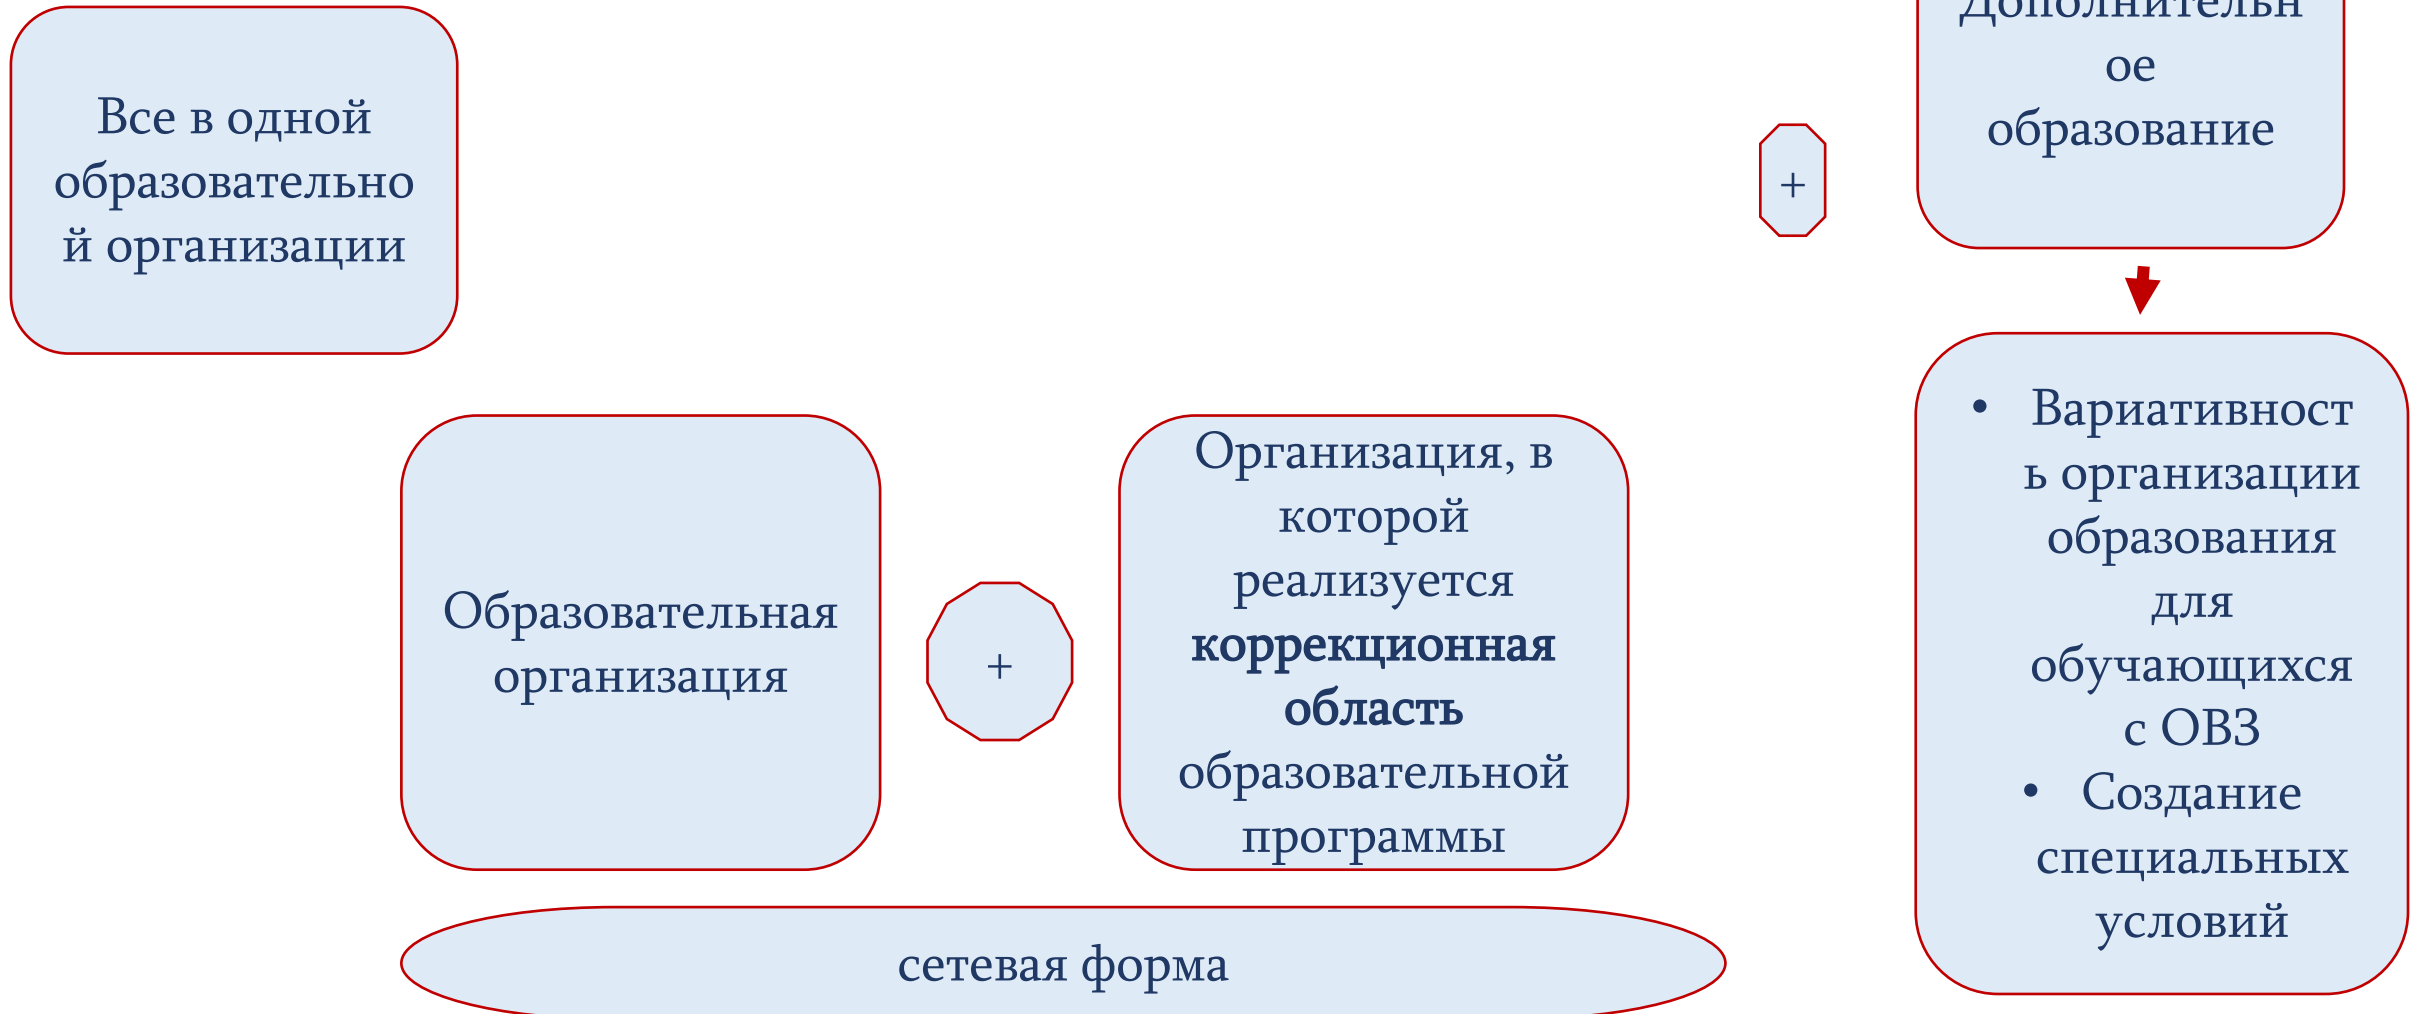 Все в одной
образовательно
й организации
+
Дополнительн
ое
образование
Образовательная
организация
+
Организация, в
которой
реализуется
коррекционная
область
образовательной
программы
• Вариативност
ь организации
образования
для
обучающихся
с ОВЗ
• Создание
специальных
условий
сетевая форма